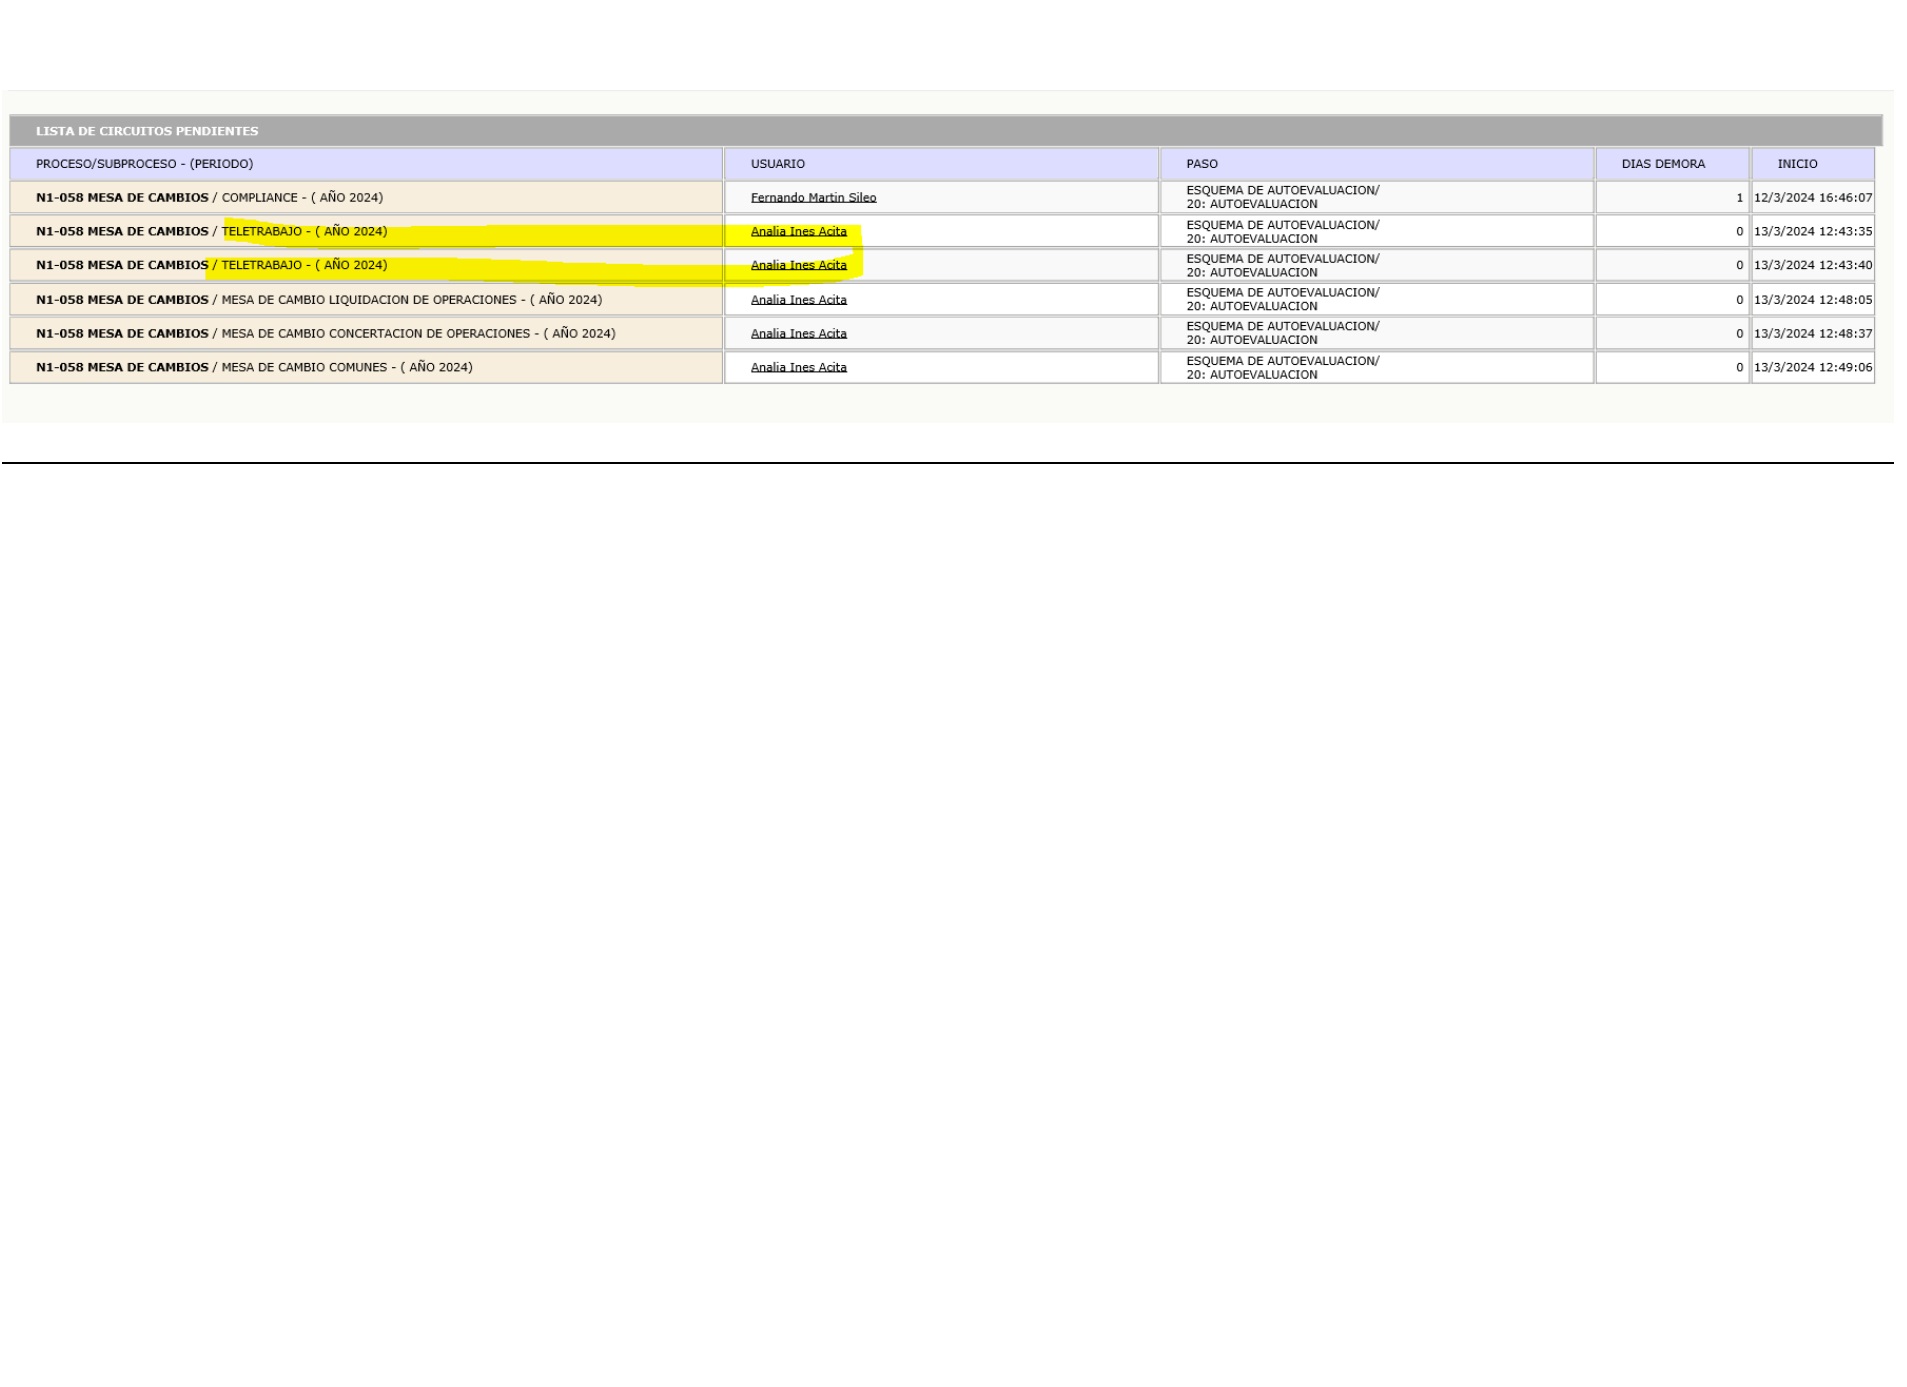 LISTA DE CIRCUITOS PENDIENTES
PROCESO/SUBPROCESO - (PERIODO) USUARIO PASO DIAS DEMORA INICIO
N1-058 MESA DE CAMBIOS / COMPLIANCE - ( AÑO 2024) Fernando Martin Sileo ESQUEMA DE AUTOEVALUACION/ 1 12/3/2024 16:46:07
20: AUTOEVALUACION
N1-058 MESA DE CAMBIOS / TELETRABAJO - ( AÑO 2024) Analia Ines Acita ESQUEMA DE AUTOEVALUACION/ 0 13/3/2024 12:43:35
20: AUTOEVALUACION
N1-058 MESA DE CAMBIOS / TELETRABAJO - ( AÑO 2024) Analia Ines Acita ESQUEMA DE AUTOEVALUACION/ 0 13/3/2024 12:43:40
20: AUTOEVALUACION
N1-058 MESA DE CAMBIOS / MESA DE CAMBIO LIQUIDACION DE OPERACIONES - ( AÑO 2024) Analia Ines Acita ESQUEMA DE AUTOEVALUACION/ 0 13/3/2024 12:48:05
20: AUTOEVALUACION
N1-058 MESA DE CAMBIOS / MESA DE CAMBIO CONCERTACION DE OPERACIONES - ( AÑO 2024) Analia Ines Acita ESQUEMA DE AUTOEVALUACION/ 0 13/3/2024 12:48:37
20: AUTOEVALUACION
N1-058 MESA DE CAMBIOS / MESA DE CAMBIO COMUNES - ( AÑO 2024) Analia Ines Acita ESQUEMA DE AUTOEVALUACION/ 0 13/3/2024 12:49:06
20: AUTOEVALUACION